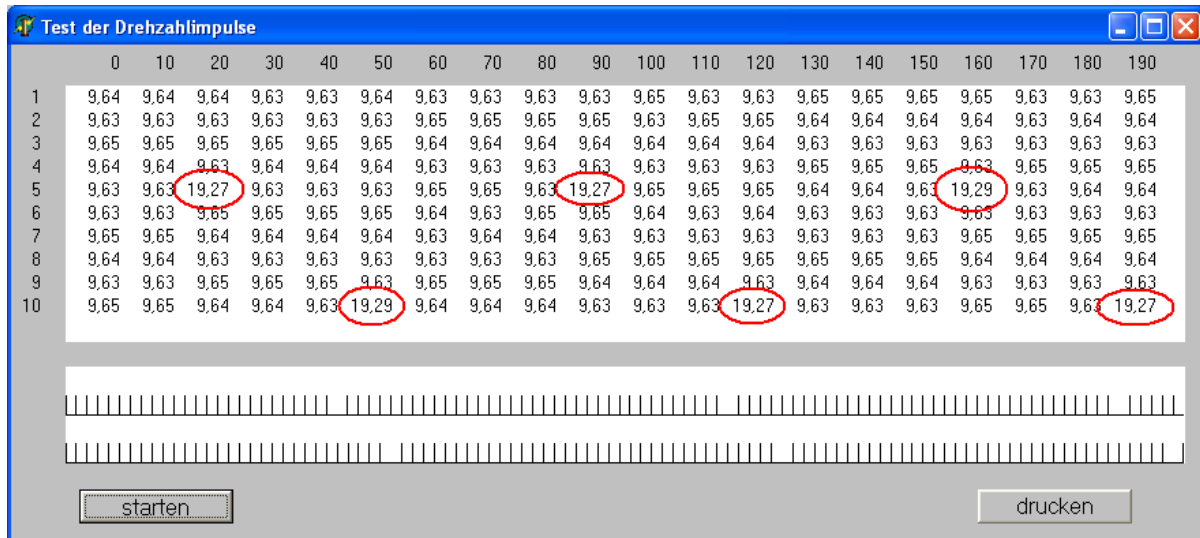 Test der Drehzahlimpulse
0 10 20 30 40 50 60 70 80 90 100 110 120 130 140 150 160 170 180 190
1 9,64 9,64 9,64 9,63 9,63 9,64 9,63 9,63 9,63 9,63 9,65 9,63 9,63 9,65 9,65 9,65 9,65 9,63 9,63 9,65
2 9,63 9,63 9,63 9,63 9,63 9,63 9,65 9,65 9,65 9,65 9,63 9,65 9,65 9,64 9,64 9,64 9,64 9,63 9,64 9,64
3 9,65 9,65 9,65 9,65 9,65 9,65 9,64 9,64 9,64 9,64 9,64 9,64 9,64 9,63 9,63 9,63 9,63 9,63 9,63 9,63
4 9,64 9,64 9,63 9,64 9,64 9,64 9,63 9,63 9,63 9,63 9,63 9,63 9,63 9,65 9,65 9,65 9,63 9,65 9,65 9,65
5 9,63 9,63 19,27 9,63 9,63 9,63 9,65 9,65 9,63 19,27 9,65 9,65 9,65 9,64 9,64 9,63 19,29 9,63 9,64 9,64
6 9,63 9,63 9,65 9,65 9,65 9,65 9,64 9,63 9,65 9,65 9,64 9,63 9,64 9,63 9,63 9,63 9,63 9,63 9,63 9,63
7 9,65 9,65 9,64 9,64 9,64 9,64 9,63 9,64 9,64 9,63 9,63 9,63 9,63 9,63 9,63 9,63 9,65 9,65 9,65 9,65
8 9,64 9,64 9,63 9,63 9,63 9,63 9,63 9,63 9,63 9,65 9,65 9,65 9,65 9,65 9,65 9,65 9,64 9,64 9,64 9,64
9 9,63 9,63 9,65 9,65 9,65 9,63 9,65 9,65 9,65 9,64 9,64 9,64 9,63 9,64 9,64 9,64 9,63 9,63 9,63 9,63
10 9,65 9,65 9,64 9,64 9,63 19,29 9,64 9,64 9,64 9,63 9,63 9,63 19,27 9,63 9,63 9,63 9,65 9,65 9,63 19,27
starten drucken